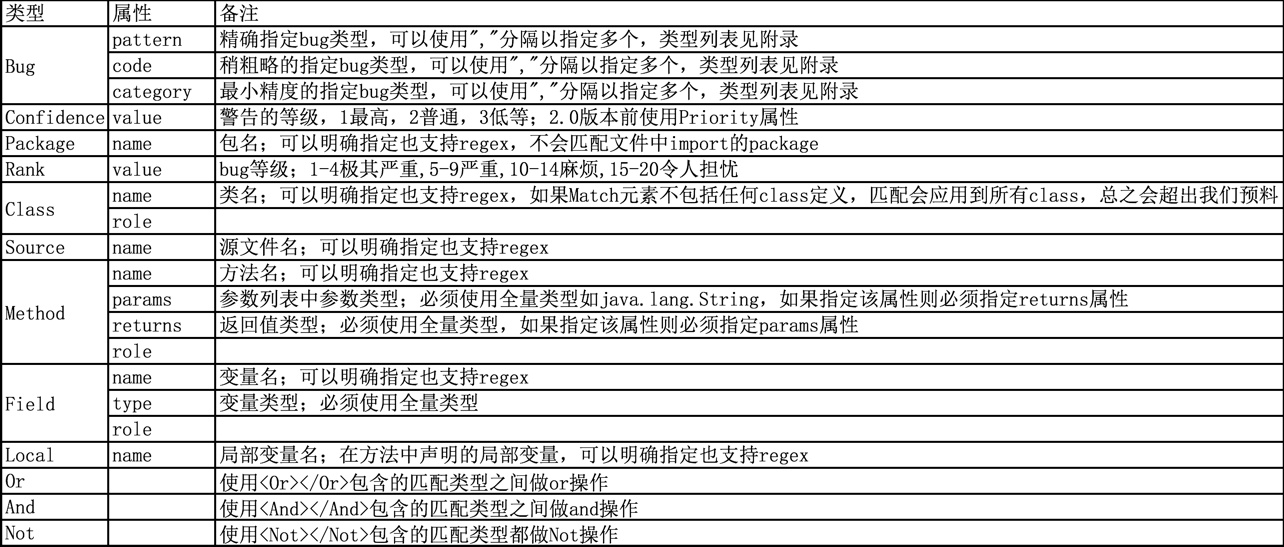 类型 属性 备注
Bug pattern 精确指定bug类型，可以使用","分隔以指定多个，类型列表见附录
code 稍粗略的指定bug类型，可以使用","分隔以指定多个，类型列表见附录
category 最小精度的指定bug类型，可以使用","分隔以指定多个，类型列表见附录
Confidence value 警告的等级，1最高，2普通，3低等；2.0版本前使用Priority属性
Package name 包名；可以明确指定也支持regex，不会匹配文件中import的package
Rank value bug等级；1-4极其严重,5-9严重,10-14麻烦,15-20令人担忧
Class name 类名；可以明确指定也支持regex，如果Match元素不包括任何class定义，匹配会应用到所有class，总之会超出我们预料
role
Source name 源文件名；可以明确指定也支持regex
Method name 方法名；可以明确指定也支持regex
params 参数列表中参数类型；必须使用全量类型如java.lang.String，如果指定该属性则必须指定returns属性
returns 返回值类型；必须使用全量类型，如果指定该属性则必须指定params属性
role
Field name 变量名；可以明确指定也支持regex
type 变量类型；必须使用全量类型
role
Local name 局部变量名；在方法中声明的局部变量，可以明确指定也支持regex
Or 使用<Or></Or>包含的匹配类型之间做or操作
And 使用<And></And>包含的匹配类型之间做and操作
Not 使用<Not></Not>包含的匹配类型都做Not操作